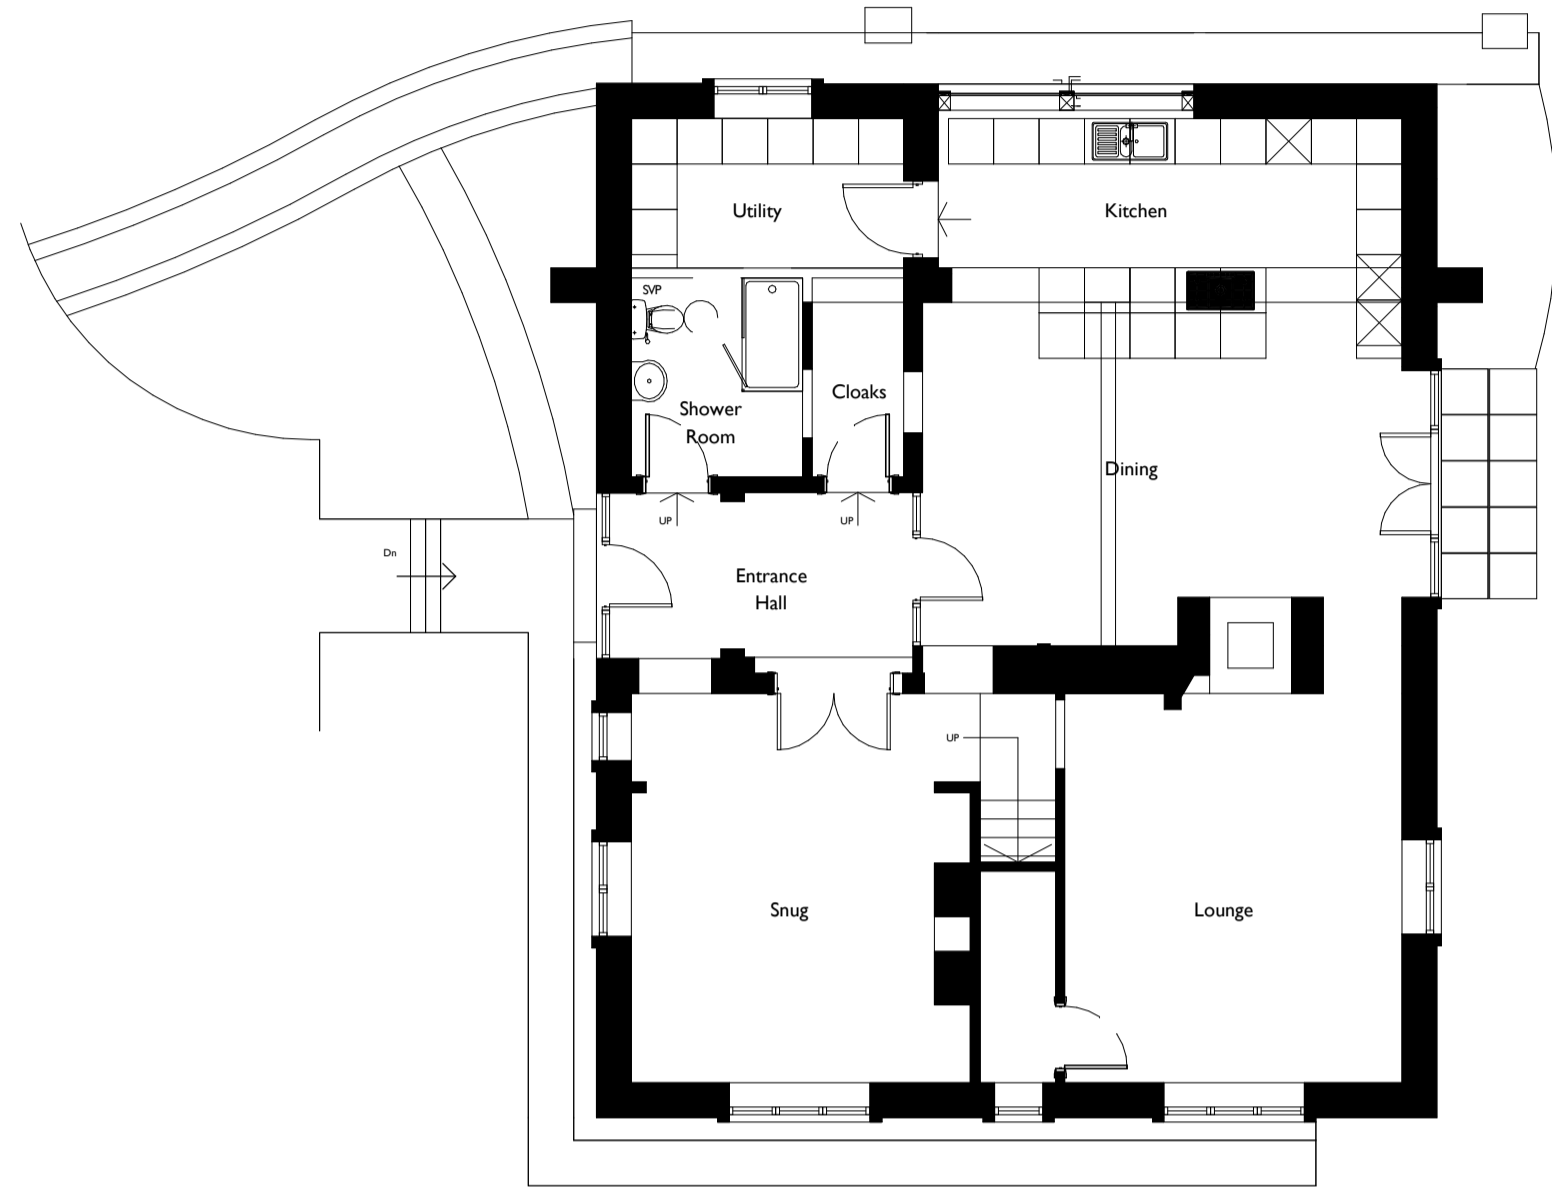 Utility
Kitchen
SVP
Cloaks
Shower
Room
Dining
UP
UP
Dn
Entrance
Hall
UP
Snug
Lounge